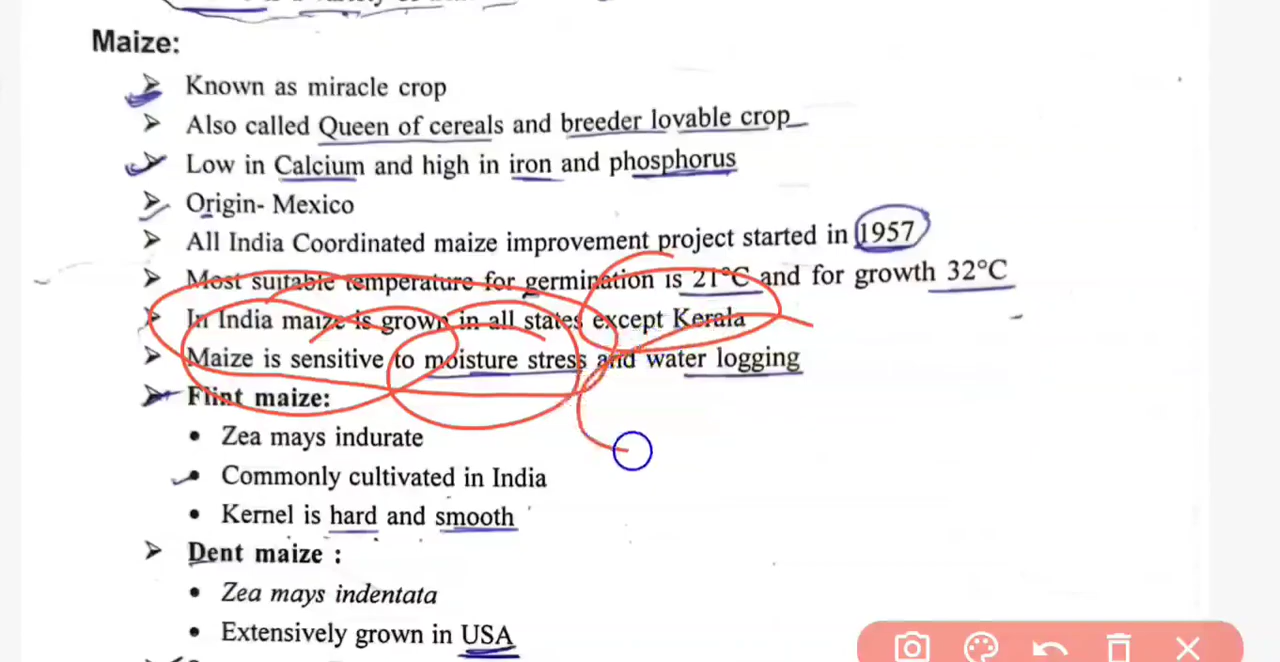 Maize:
➢ Known as miracle crop
➢ Also called Queen of cereals and breeder lovable crop
➢ Low in Calcium and high in iron and phosphorus
➢ Origin- Mexico
➢ All India Coordinated maize improvement project started in 1957
➢ Most suitable temperature for germination is 21°C and for growth 32°C
➢ In India maize is grown in all states except Kerala
➢ Maize is sensitive to moisture stress and water logging
➢ Flint maize:
• Zea mays indurate
• Commonly cultivated in India
• Kernel is hard and smooth
➢ Dent maize :
• Zea mays indentata
• Extensively grown in USA